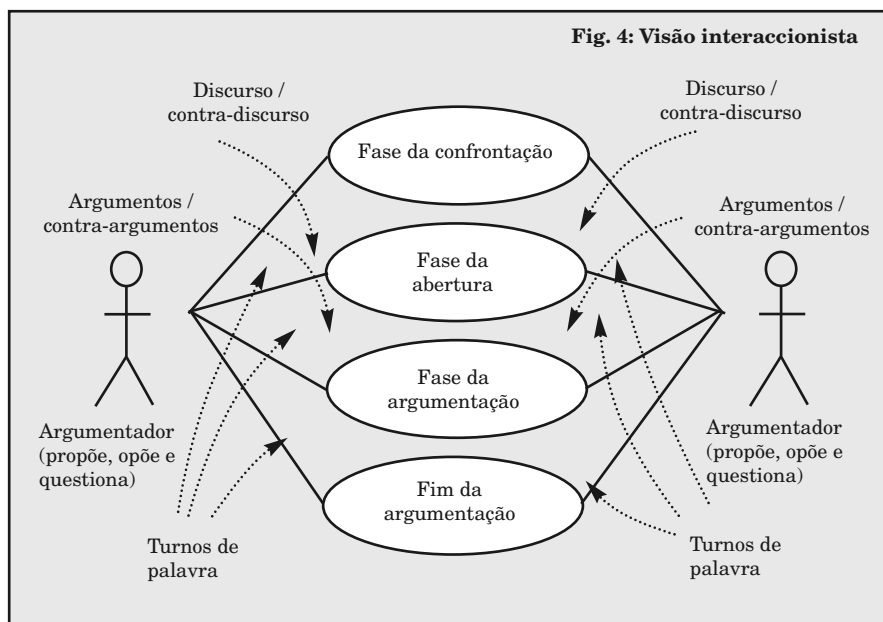 Fig. 4: Visão interaccionista
Discurso /
contra-discurso
Discurso /
contra-discurso
Fase da confrontação
Argumentos /
contra-argumentos
Argumentos /
contra-argumentos
Fase da
abertura
Fase da
argumentação
Argumentador
(propõe, opõe e
questiona)
Argumentador
(propõe, opõe e
questiona)
Fim da
argumentação
Turnos de
palavra
Turnos de
palavra